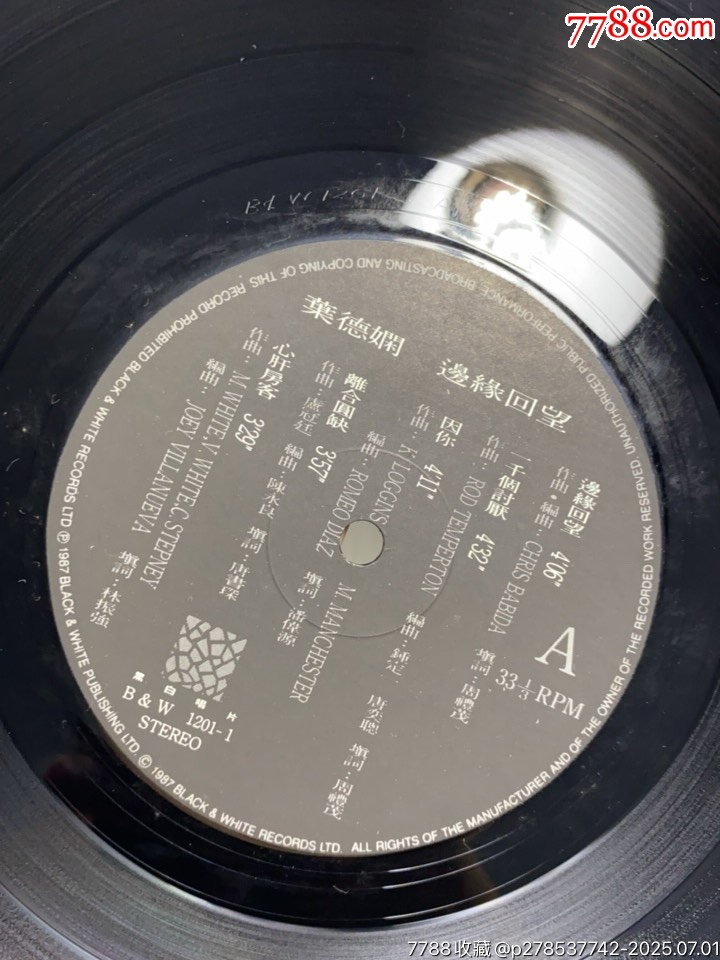 7788.com
葉德嫻 邊緣回望
邊緣回望 4'06"
作曲•編曲：CHRIS BABIDA 填詞：周禮茂
一千個討厭 4'32"
作曲：ROD TEMPERTON 編曲：鍾定一 唐奕聰 填詞：周禮茂
因你 4'11"
作曲：K. LOGGINS M. MANCHESTER
編曲：ROMEO DIAZ 填詞：潘偉源
離合圓缺 3'57"
作曲：盧冠廷 編曲：陳永良 填詞：唐書琛
心肝房客 3'29"
作曲：M. WHITE.V. WHITE.C STEPNEY
編曲：JOEY VILLANUEVA 填詞：林振強
A
33 1/3 RPM
黑白唱片
B & W 1201-1
STEREO
℗ 1987 BLACK & WHITE PUBLISHING LTD. © 1987 BLACK & WHITE RECORDS LTD. ALL RIGHTS OF THE MANUFACTURER AND OF THE OWNER OF THE RECORDED WORK RESERVED UNAUTHORIZED PUBLIC PERFORMANCE BROADCASTING AND COPYING OF THIS RECORD PROHIBITED BLACK & WHITE RECORDS LTD
7788收藏 @p278537742-2025.07.01